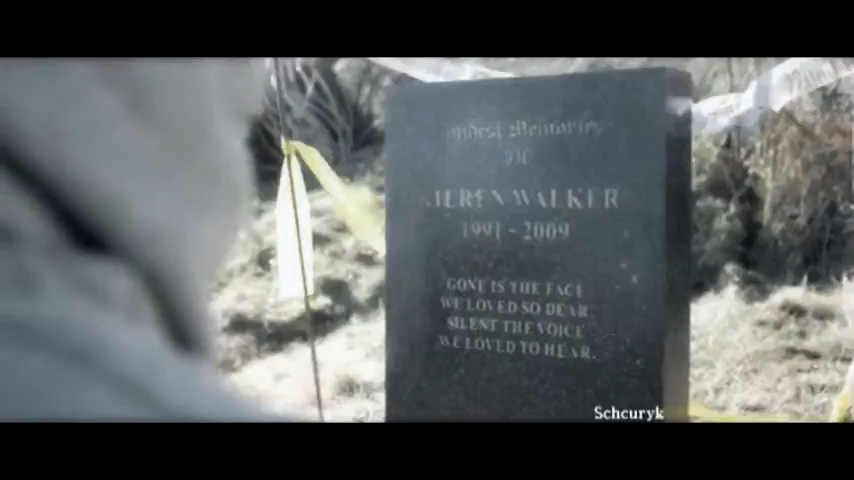 Fondest Memories
Of
KIEREN WALKER
1991 - 2009
GONE IS THE FACE
WE LOVED SO DEAR,
SILENT THE VOICE
WE LOVED TO HEAR.
Schcuryk